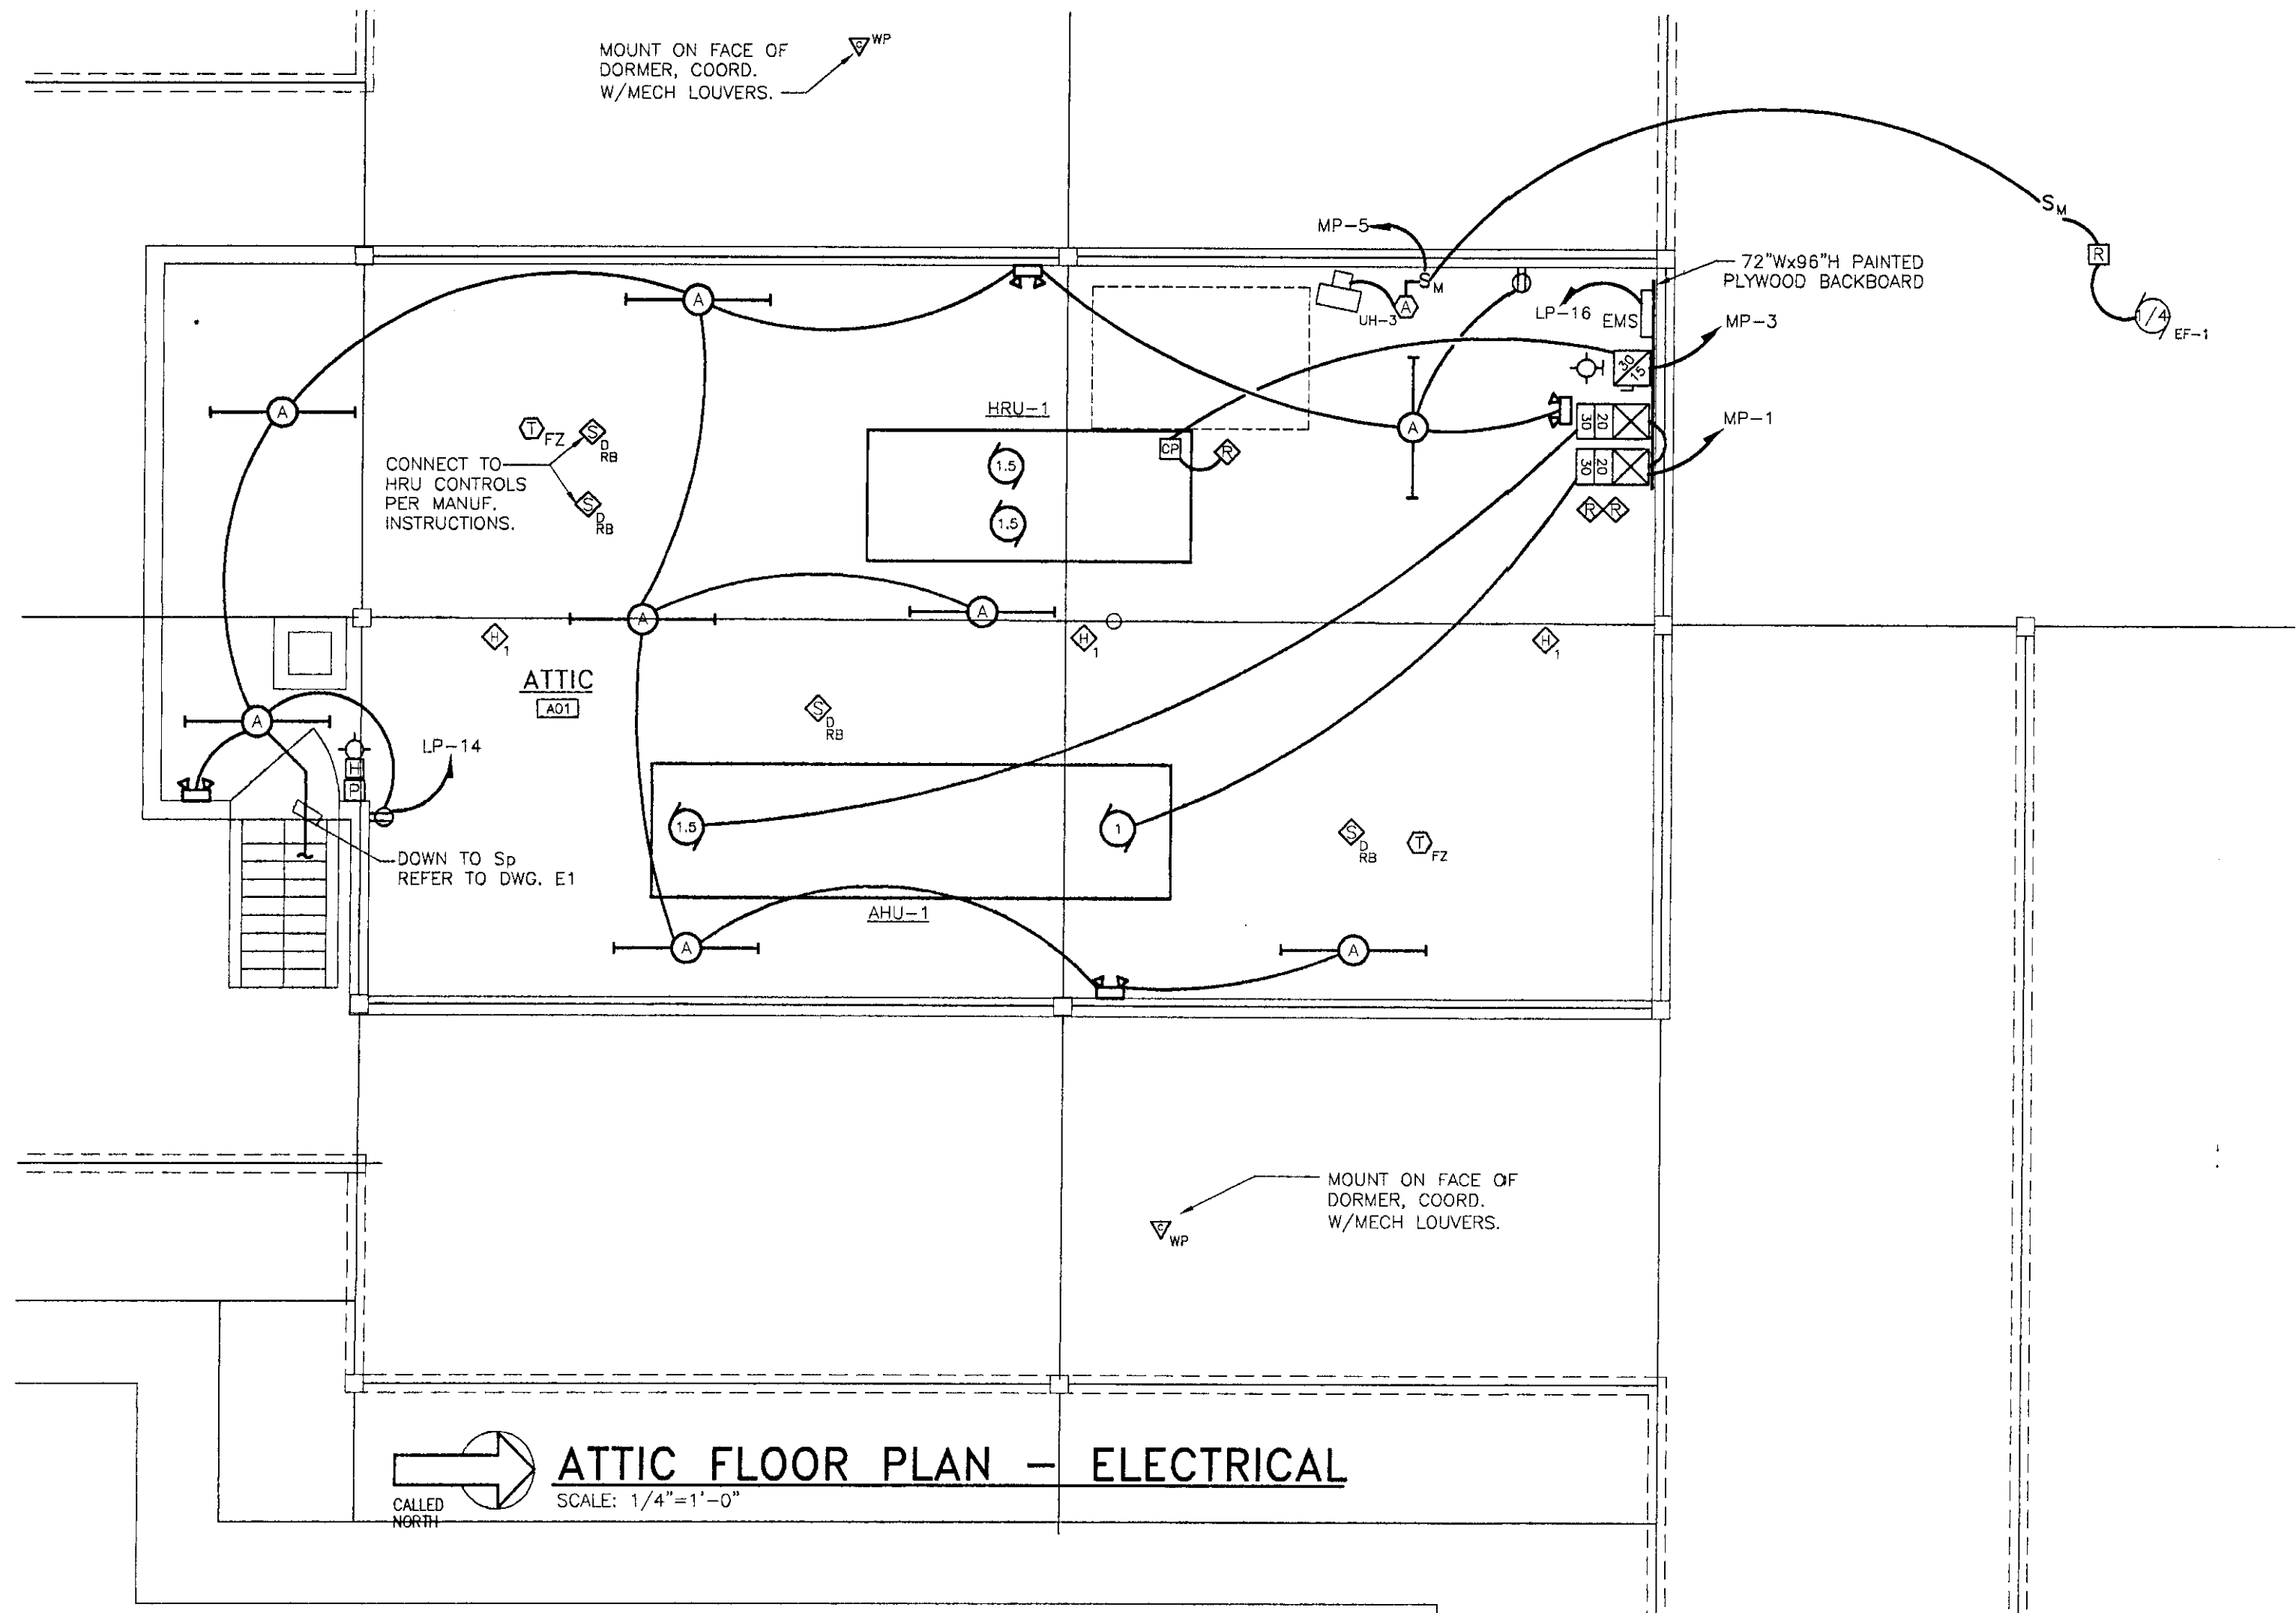 MOUNT ON FACE OF
DORMER, COORD.
W/MECH LOUVERS.
C WP
SM
R
1/4 EF-1
MP-5
72"Wx96"H PAINTED
PLYWOOD BACKBOARD
UH-3
A
SM
LP-16
EMS
MP-3
30
15
MP-1
30 20
30 20
R R
A
A
A
T FZ
S D RB
CONNECT TO
HRU CONTROLS
PER MANUF.
INSTRUCTIONS.
S D RB
HRU-1
1.5
1.5
CP
R
A
A
H 1
H 1
H 1
ATTIC
A01
S D RB
A
H
P
LP-14
DOWN TO Sp
REFER TO DWG. E1
1.5
1
S D RB
T FZ
AHU-1
A
A
MOUNT ON FACE OF
DORMER, COORD.
W/MECH LOUVERS.
C WP
CALLED
NORTH
ATTIC FLOOR PLAN - ELECTRICAL
SCALE: 1/4"=1'-0"